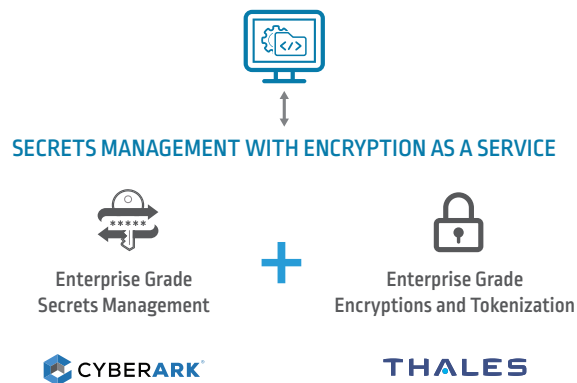 </>
SECRETS MANAGEMENT WITH ENCRYPTION AS A SERVICE
*****
Enterprise Grade
Secrets Management
+
Enterprise Grade
Encryptions and Tokenization
CYBERARK®
THALES